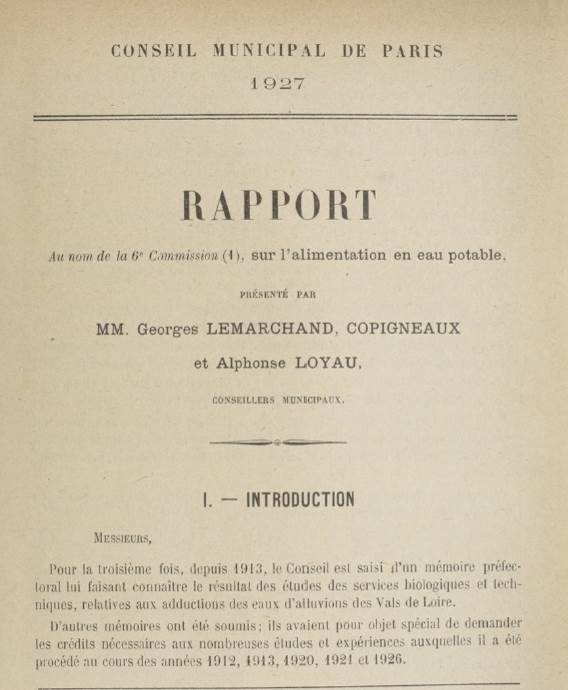 CONSEIL MUNICIPAL DE PARIS
1927
RAPPORT
Au nom de la 6e Commission (1), sur l'alimentation en eau potable,
PRÉSENTÉ PAR
MM. Georges LEMARCHAND, COPIGNEAUX
et Alphonse LOYAU,
CONSEILLERS MUNICIPAUX.
I. — INTRODUCTION
MESSIEURS,
Pour la troisième fois, depuis 1913, le Conseil est saisi d'un mémoire préfec-
toral lui faisant connaître le résultat des études des services biologiques et tech-
niques, relatives aux adductions des eaux d'alluvions des Vals de Loire.
D'autres mémoires ont été soumis; ils avaient pour objet spécial de demander
les crédits nécessaires aux nombreuses études et expériences auxquelles il a été
procédé au cours des années 1912, 1913, 1920, 1921 et 1926.